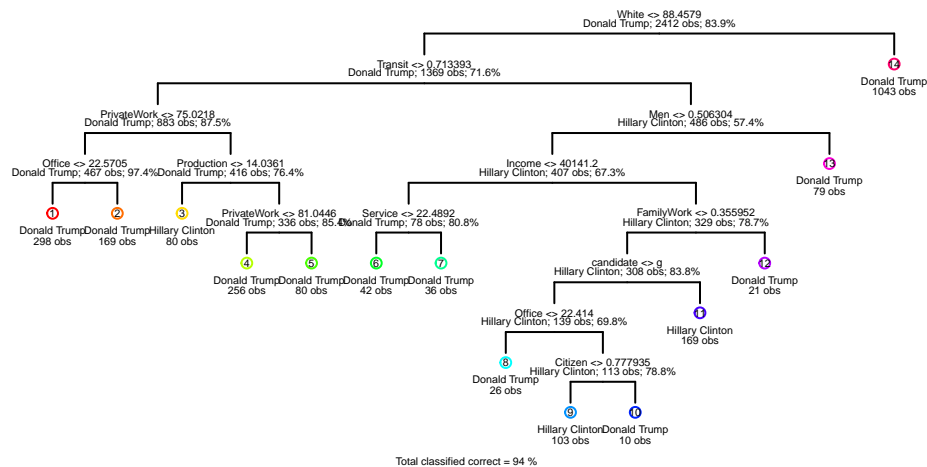 White <> 88.4579
Donald Trump; 2412 obs; 83.9%
Transit <> 0.713393
Donald Trump; 1369 obs; 71.6%
14
Donald Trump
1043 obs
PrivateWork <> 75.0218
Donald Trump; 883 obs; 87.5%
Men <> 0.506304
Hillary Clinton; 486 obs; 57.4%
Office <> 22.5705
Donald Trump; 467 obs; 97.4%
Production <> 14.0361
Donald Trump; 416 obs; 76.4%
Income <> 40141.2
Hillary Clinton; 407 obs; 67.3%
13
Donald Trump
79 obs
1
Donald Trump
298 obs
2
Donald Trump
169 obs
3
Hillary Clinton
80 obs
PrivateWork <> 81.0446
Donald Trump; 336 obs; 85.4%
Service <> 22.4892
Donald Trump; 78 obs; 80.8%
FamilyWork <> 0.355952
Hillary Clinton; 329 obs; 78.7%
4
Donald Trump
256 obs
5
Donald Trump
80 obs
6
Donald Trump
42 obs
7
Donald Trump
36 obs
candidate <> g
Hillary Clinton; 308 obs; 83.8%
12
Donald Trump
21 obs
Office <> 22.414
Hillary Clinton; 139 obs; 69.8%
11
Hillary Clinton
169 obs
8
Donald Trump
26 obs
Citizen <> 0.777935
Hillary Clinton; 113 obs; 78.8%
9
Hillary Clinton
103 obs
10
Donald Trump
10 obs
Total classified correct = 94 %